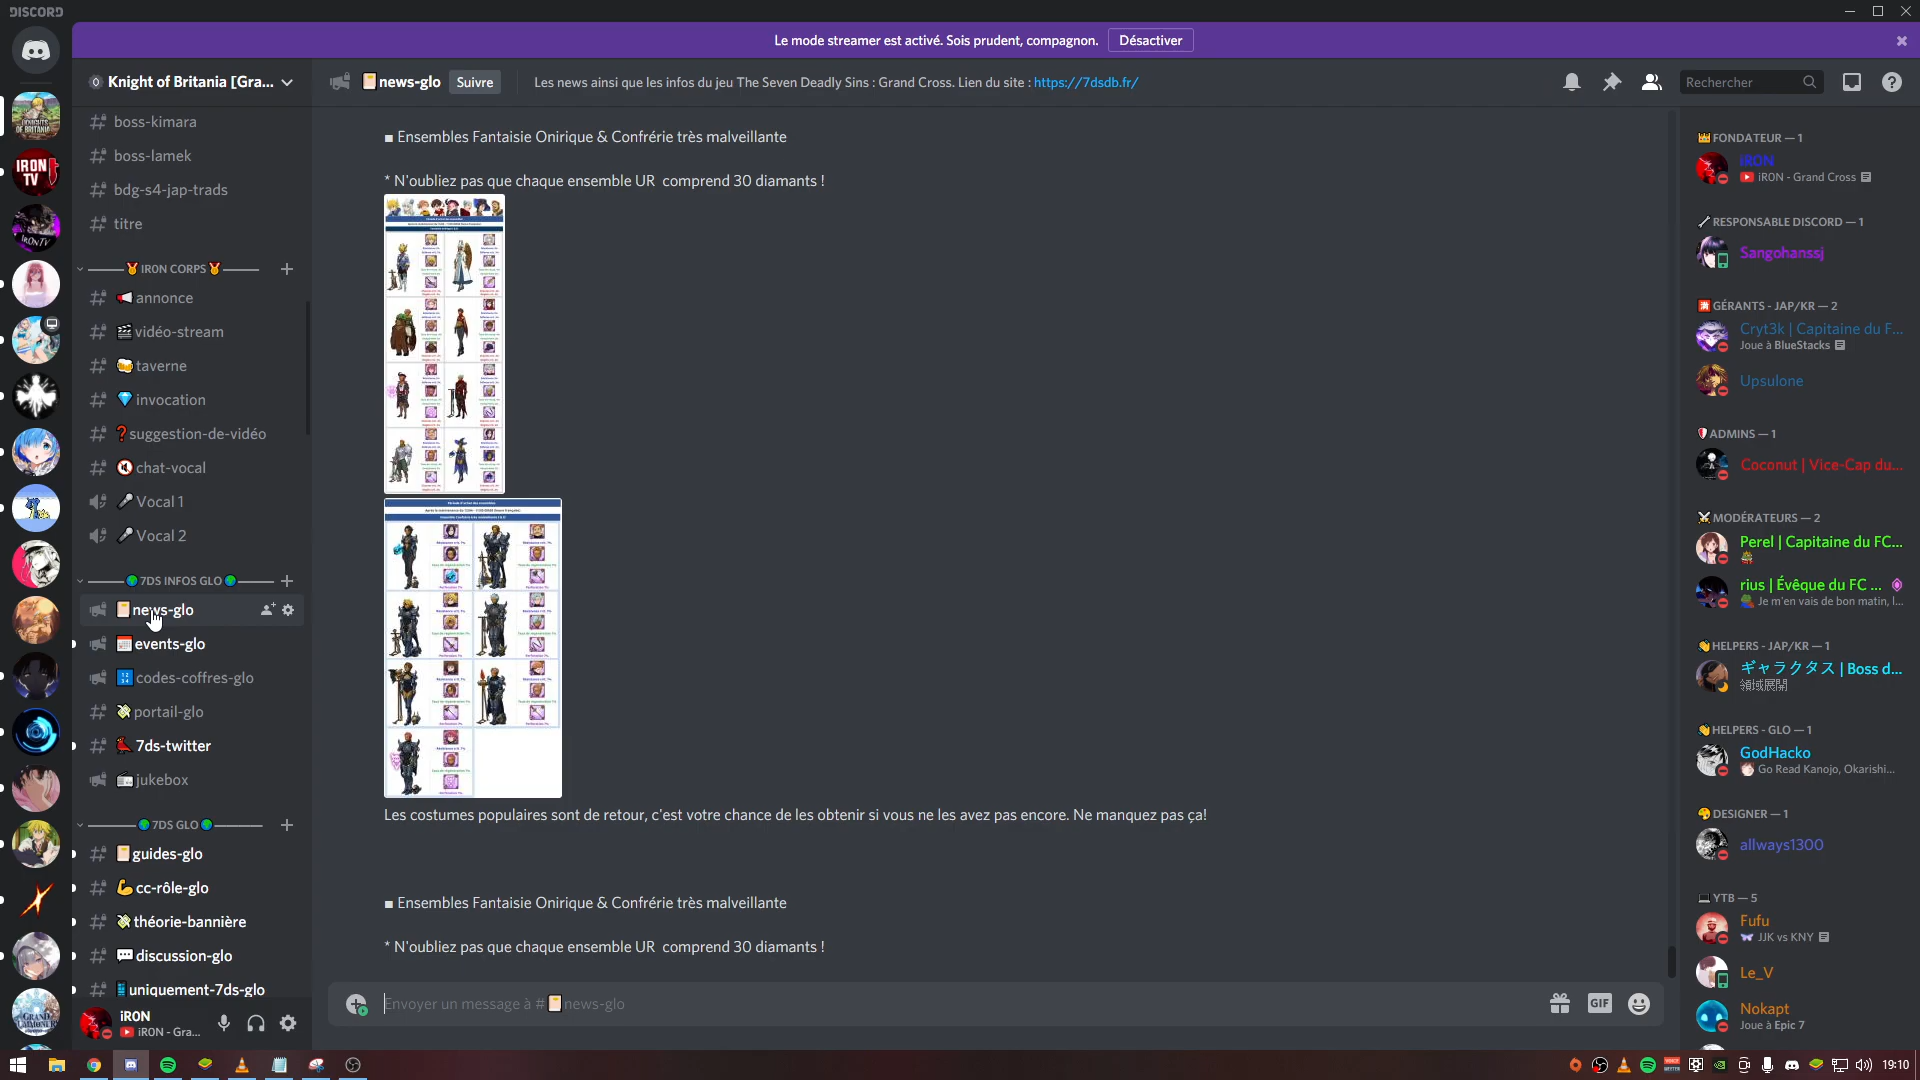 DISCORD
Le mode streamer est activé. Sois prudent, compagnon.
Désactiver
Knight of Britania [Gra...
news-glo
Suivre
Les news ainsi que les infos du jeu The Seven Deadly Sins : Grand Cross. Lien du site : https://7dsdb.fr/
Rechercher
boss-kimara
boss-lamek
bdg-s4-jap-trads
titre
IRON CORPS
annonce
vidéo-stream
taverne
invocation
suggestion-de-vidéo
chat-vocal
Vocal 1
Vocal 2
7DS INFOS GLO
news-glo
events-glo
codes-coffres-glo
portail-glo
7ds-twitter
jukebox
7DS GLO
guides-glo
cc-rôle-glo
théorie-bannière
discussion-glo
uniquement-7ds-glo
iRON
iRON - Gra...
■ Ensembles Fantaisie Onirique & Confrérie très malveillante
* N'oubliez pas que chaque ensemble UR comprend 30 diamants !
Les costumes populaires sont de retour, c'est votre chance de les obtenir si vous ne les avez pas encore. Ne manquez pas ça!
■ Ensembles Fantaisie Onirique & Confrérie très malveillante
* N'oubliez pas que chaque ensemble UR comprend 30 diamants !
Envoyer un message à # news-glo
GIF
FONDATEUR — 1
iRON
iRON - Grand Cross
RESPONSABLE DISCORD — 1
Sangohanssj
GÉRANTS - JAP/KR — 2
Cryt3k | Capitaine du F...
Joue à BlueStacks
Upsulone
ADMINS — 1
Coconut | Vice-Cap du...
MODÉRATEURS — 2
Perel | Capitaine du FC...
rius | Évêque du FC ...
Je m'en vais de bon matin, l...
HELPERS - JAP/KR — 1
ギャラクタス | Boss d...
領域展開
HELPERS - GLO — 1
GodHacko
Go Read Kanojo, Okarishi...
DESIGNER — 1
allways1300
YTB — 5
Fufu
JJK vs KNY
Le_V
Nokapt
Joue à Epic 7
19:10